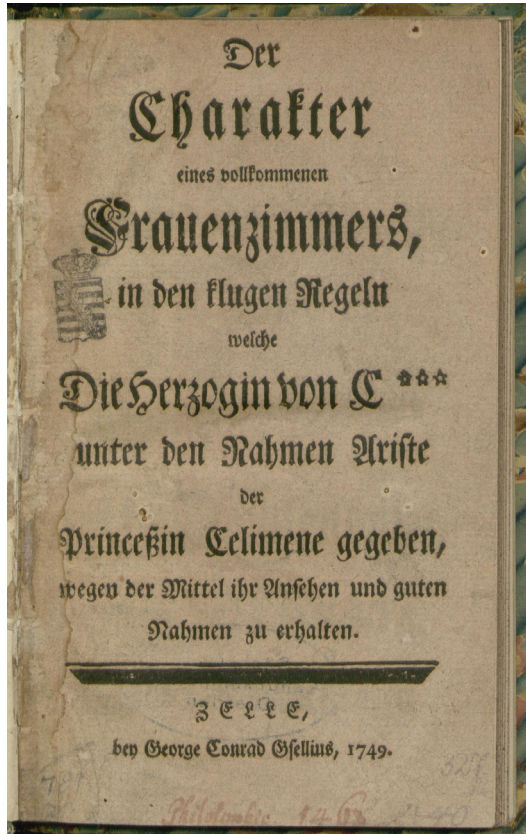 Der
Charakter
eines vollkommenen
Frauenzimmers,
in den klugen Regeln
welche
Die Herzogin von C ***
unter den Nahmen Ariste
der
Princeßin Celimene gegeben,
wegen der Mittel ihr Ansehen und guten
Nahmen zu erhalten.
ZELLE,
bey George Conrad Gsellius, 1749.